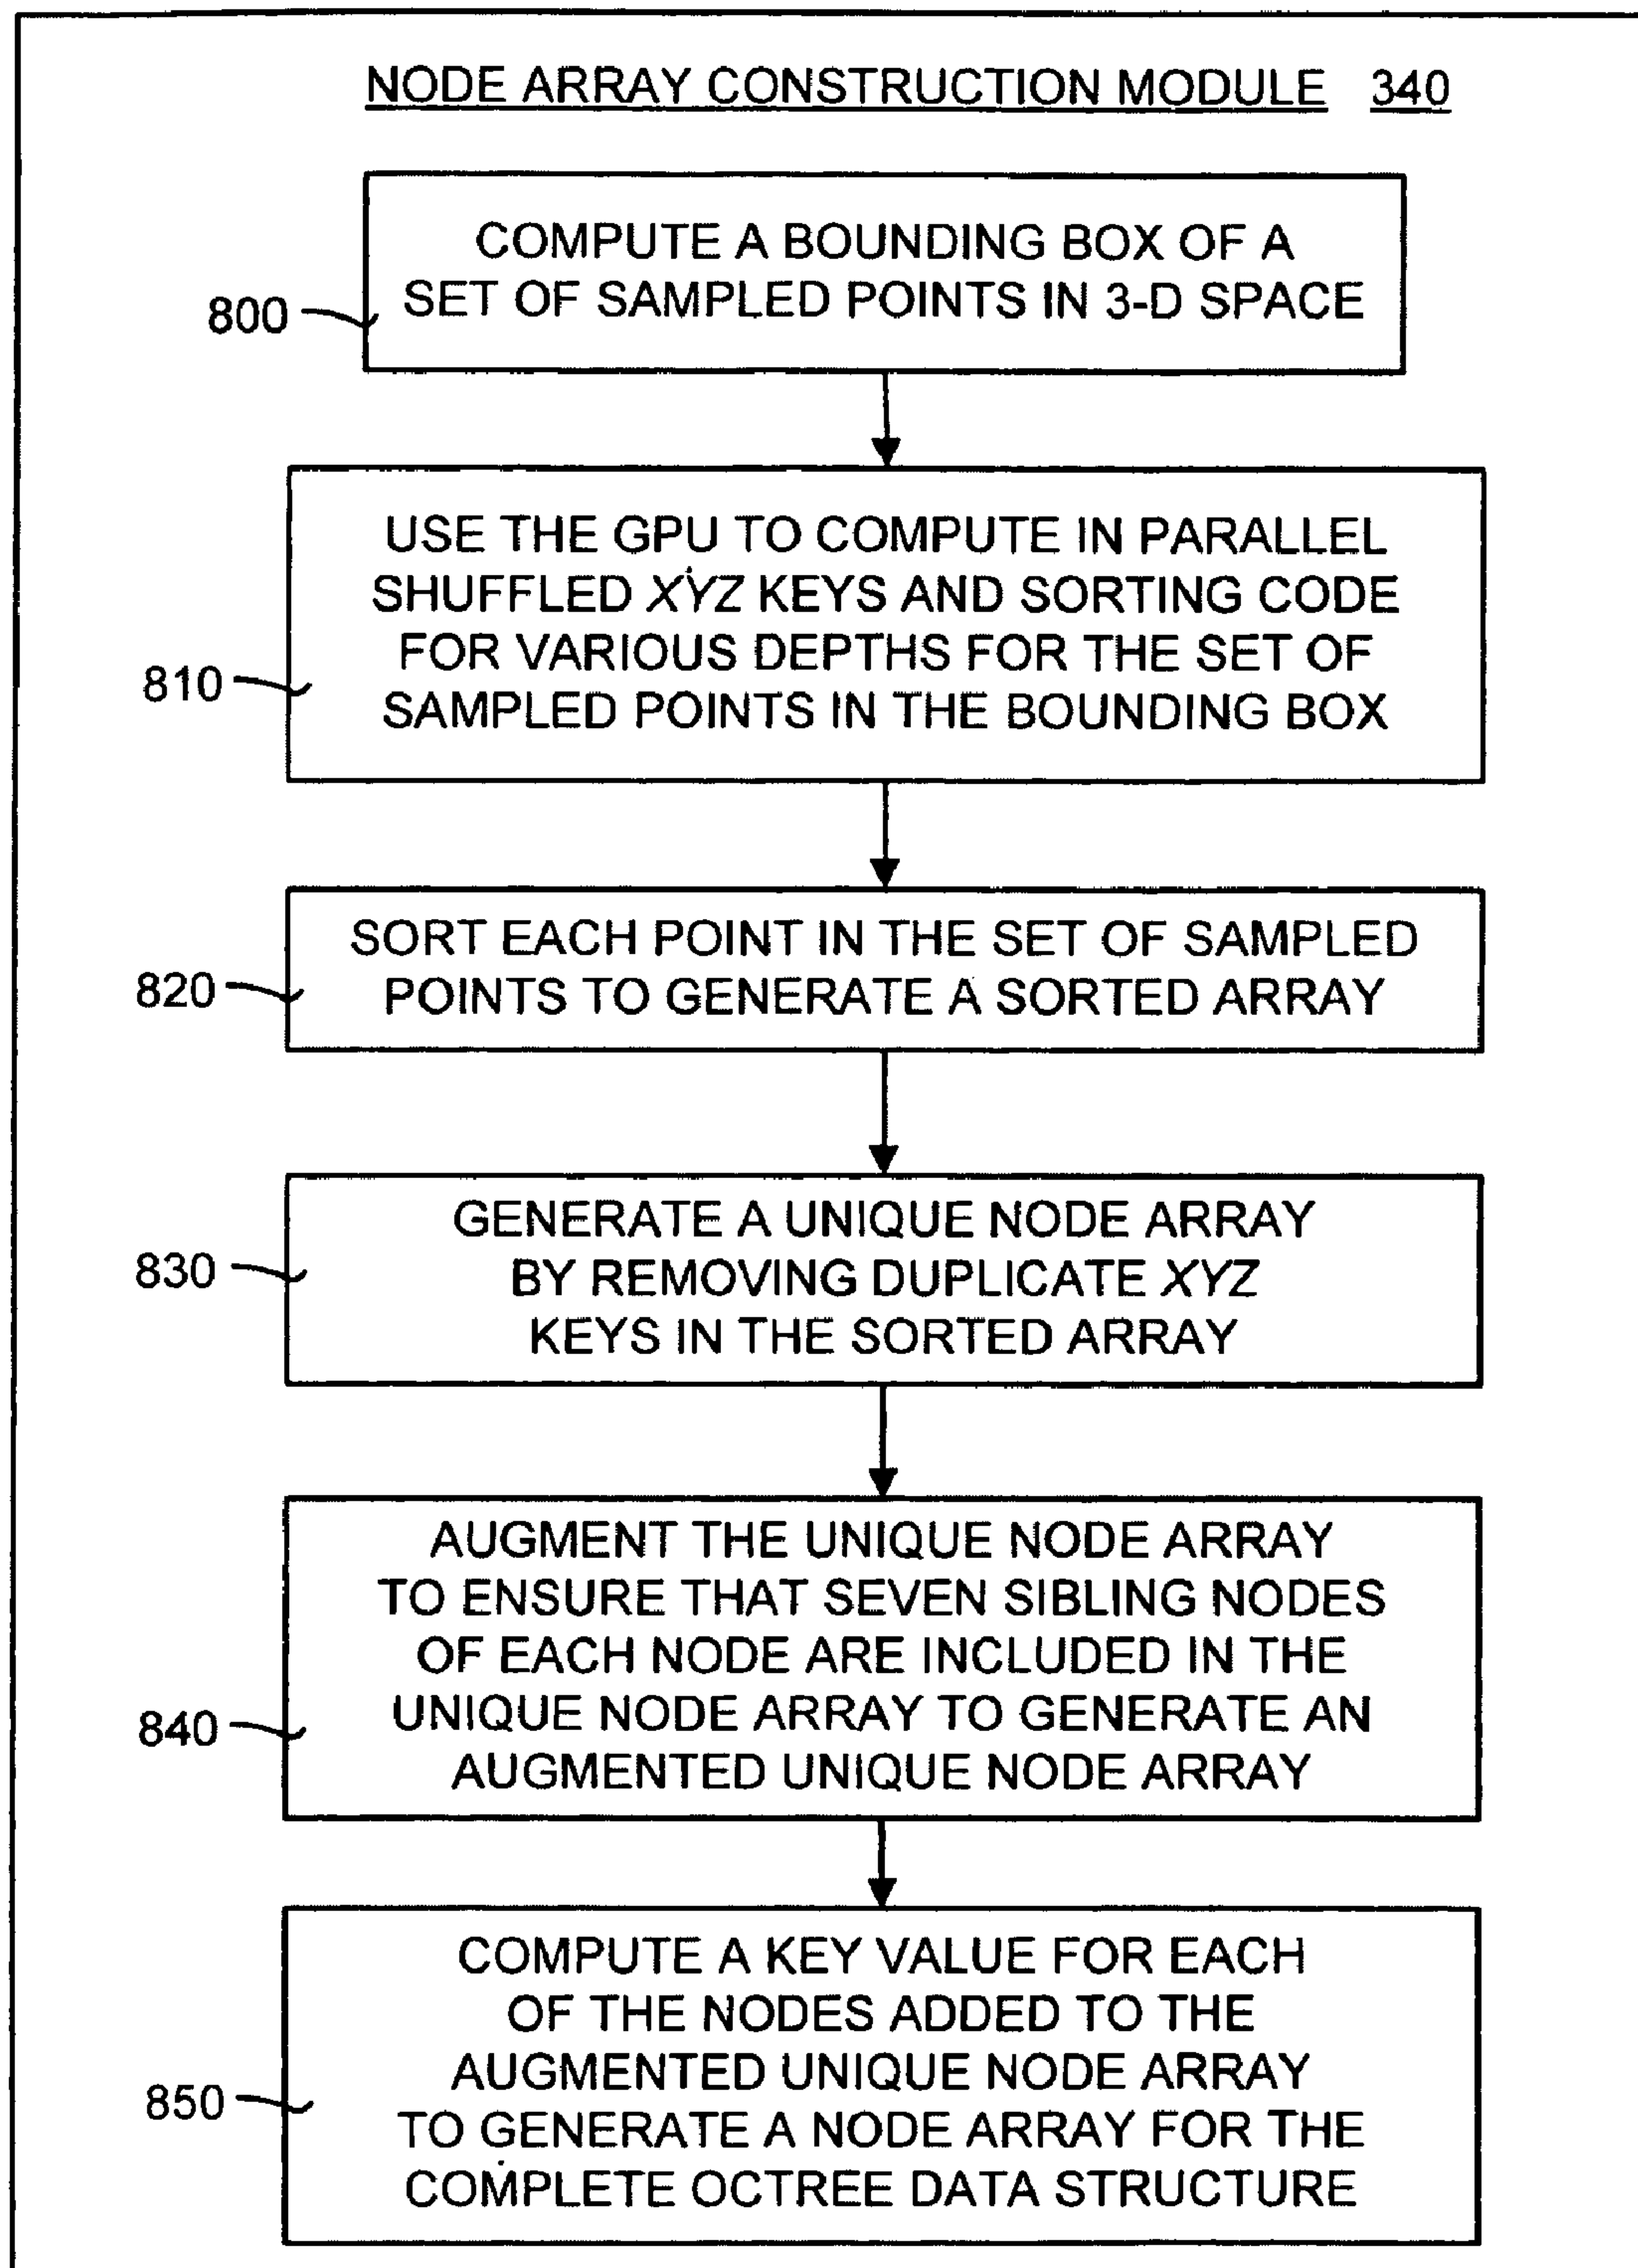 NODE ARRAY CONSTRUCTION MODULE 340
COMPUTE A BOUNDING BOX OF A
SET OF SAMPLED POINTS IN 3-D SPACE
800
USE THE GPU TO COMPUTE IN PARALLEL
SHUFFLED XYZ KEYS AND SORTING CODE
FOR VARIOUS DEPTHS FOR THE SET OF
SAMPLED POINTS IN THE BOUNDING BOX
810
SORT EACH POINT IN THE SET OF SAMPLED
POINTS TO GENERATE A SORTED ARRAY
820
GENERATE A UNIQUE NODE ARRAY
BY REMOVING DUPLICATE XYZ
KEYS IN THE SORTED ARRAY
830
AUGMENT THE UNIQUE NODE ARRAY
TO ENSURE THAT SEVEN SIBLING NODES
OF EACH NODE ARE INCLUDED IN THE
UNIQUE NODE ARRAY TO GENERATE AN
AUGMENTED UNIQUE NODE ARRAY
840
COMPUTE A KEY VALUE FOR EACH
OF THE NODES ADDED TO THE
AUGMENTED UNIQUE NODE ARRAY
TO GENERATE A NODE ARRAY FOR THE
COMPLETE OCTREE DATA STRUCTURE
850